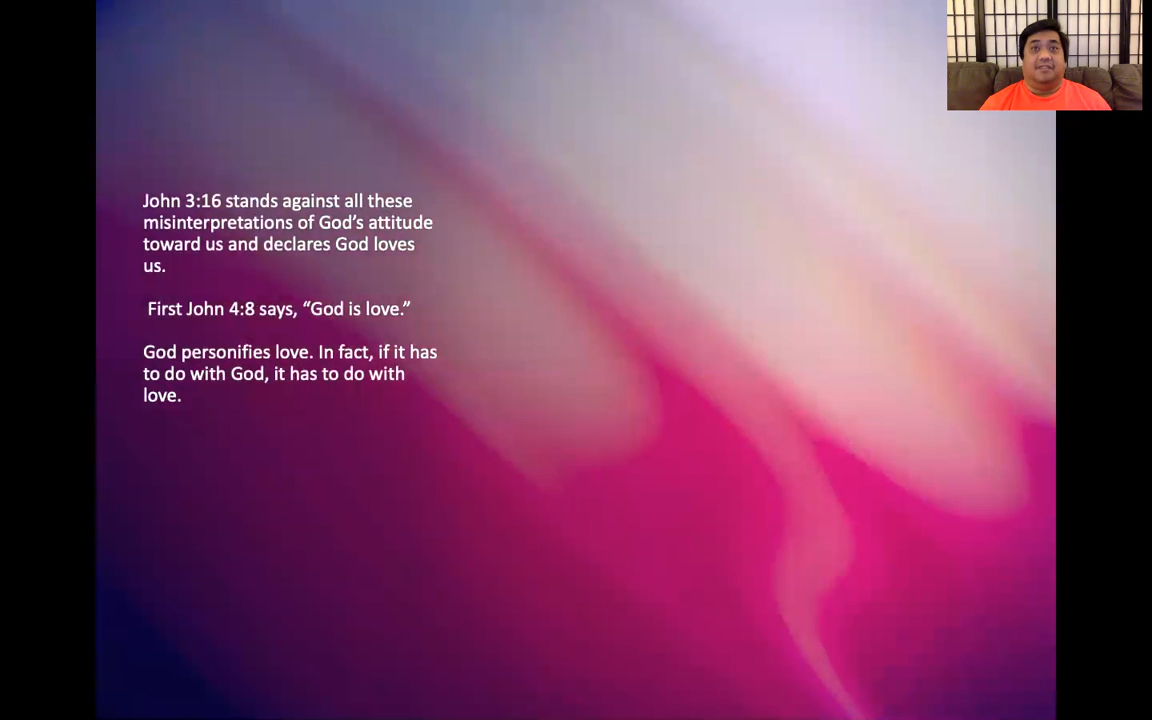 John 3:16 stands against all these
misinterpretations of God’s attitude
toward us and declares God loves
us.
First John 4:8 says, “God is love.”
God personifies love. In fact, if it has
to do with God, it has to do with
love.